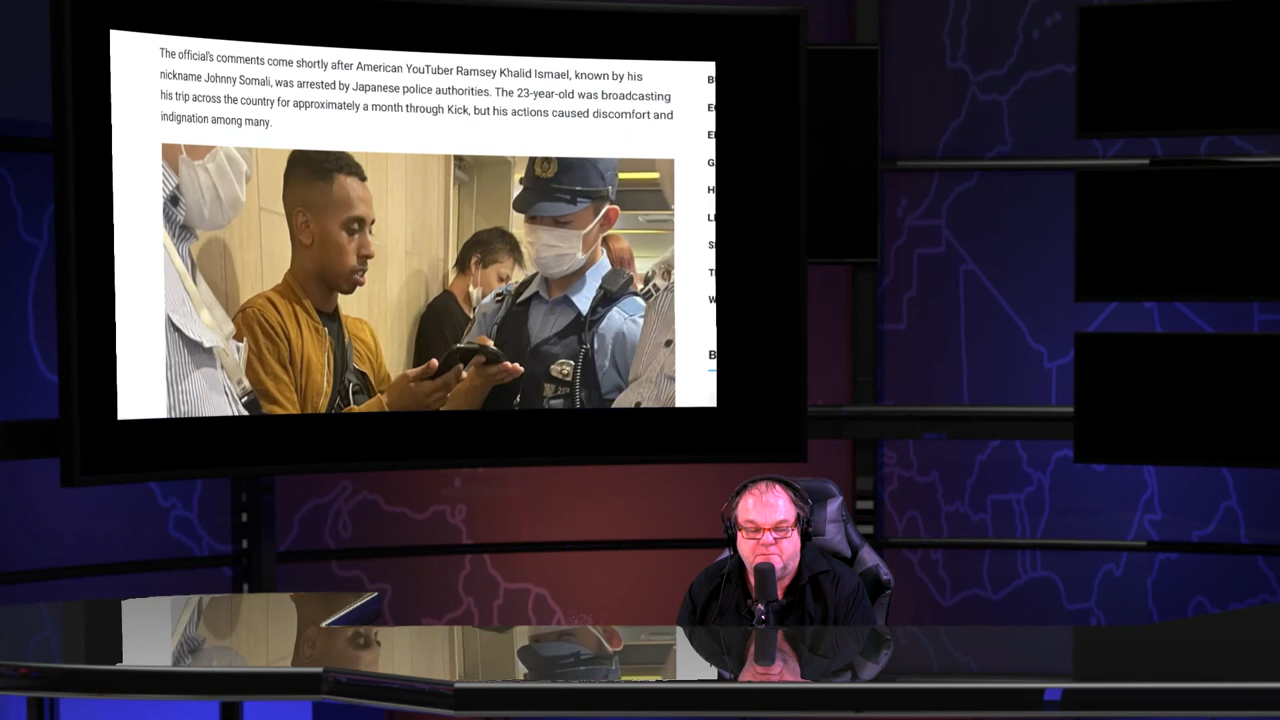 The official's comments come shortly after American YouTuber Ramsey Khalid Ismael, known by his
nickname Johnny Somali, was arrested by Japanese police authorities. The 23-year-old was broadcasting
his trip across the country for approximately a month through Kick, but his actions caused discomfort and
indignation among many.